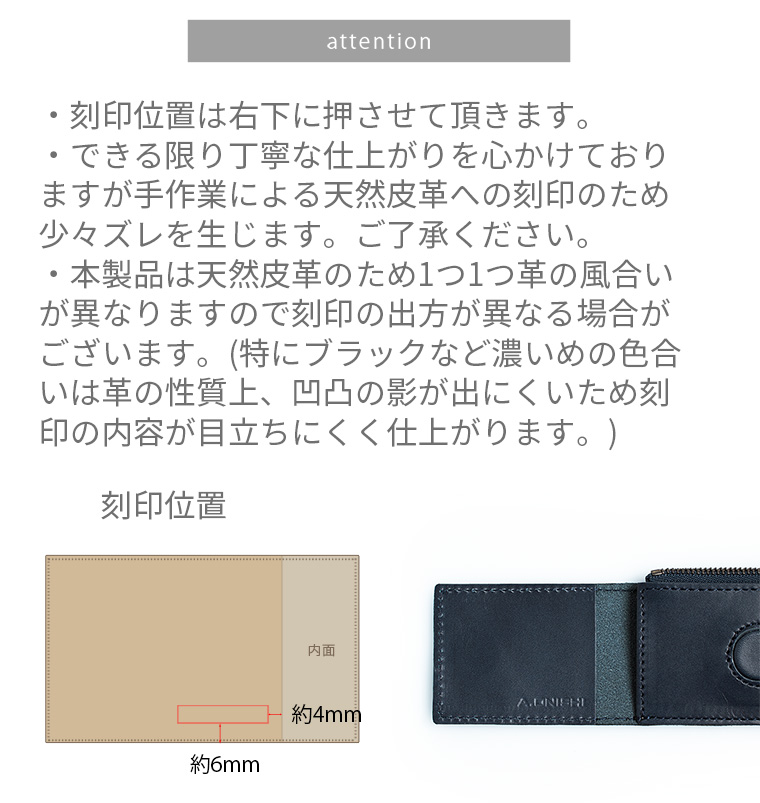 attention
・刻印位置は右下に押させて頂きます。
・できる限り丁寧な仕上がりを心かけており
ますが手作業による天然皮革への刻印のため
少々ズレを生じます。ご了承ください。
・本製品は天然皮革のため1つ1つ革の風合い
が異なりますので刻印の出方が異なる場合が
ございます。(特にブラックなど濃いめの色合
いは革の性質上、凹凸の影が出にくいため刻
印の内容が目立ちにくく仕上がります。)
刻印位置
内面
約4mm
約6mm
A.ONISHI